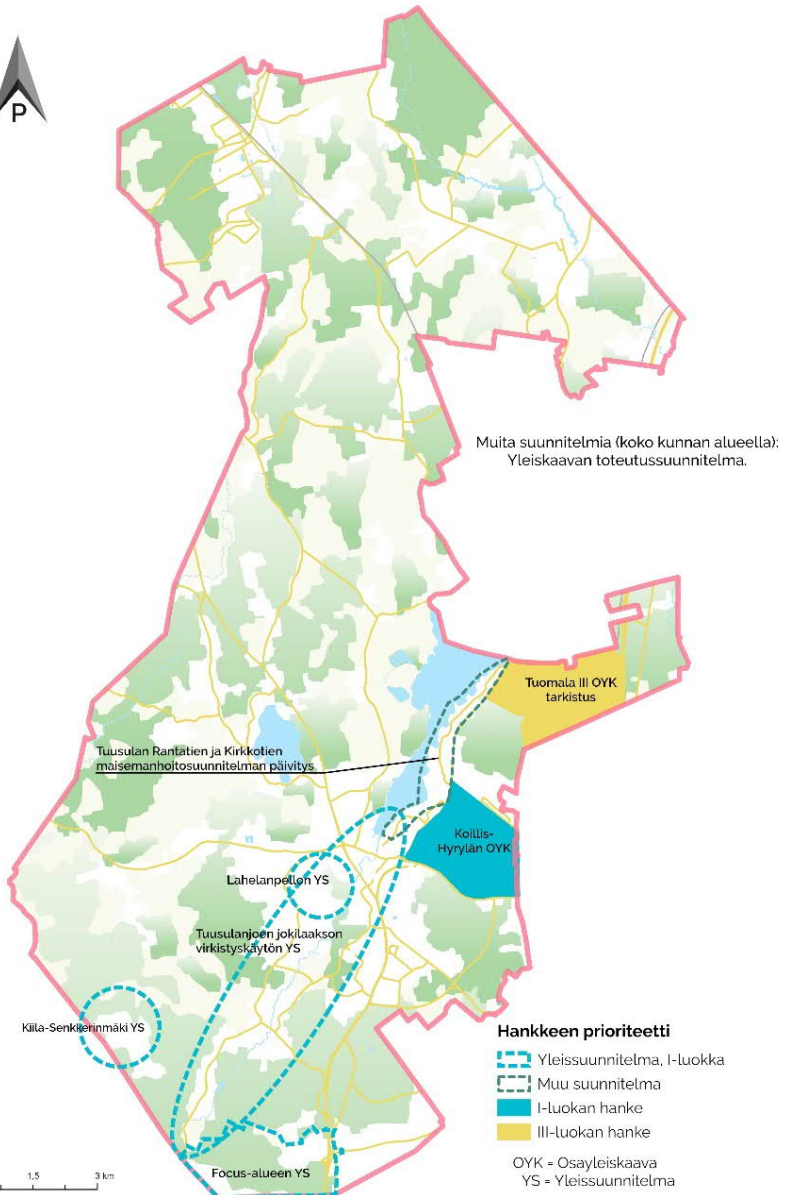 P
Muita suunnitelmia (koko kunnan alueella):
Yleiskaavan toteutussuunnitelma.
Tuomala III OYK
tarkistus
Tuusulan Rantatien ja Kirkkotien
maisemanhoitosuunnitelman päivitys
Koillis-
Hyrylän OYK
Lahelanpellon YS
Tuusulanjoen jokilaakson
virkistyskäytön YS
Kiila-Senkkerinmäki YS
Focus-alueen YS
Hankkeen prioriteetti
Yleissuunnitelma, I-luokka
Muu suunnitelma
I-luokan hanke
III-luokan hanke
OYK = Osayleiskaava
YS = Yleissuunnitelma
1,5 3 km